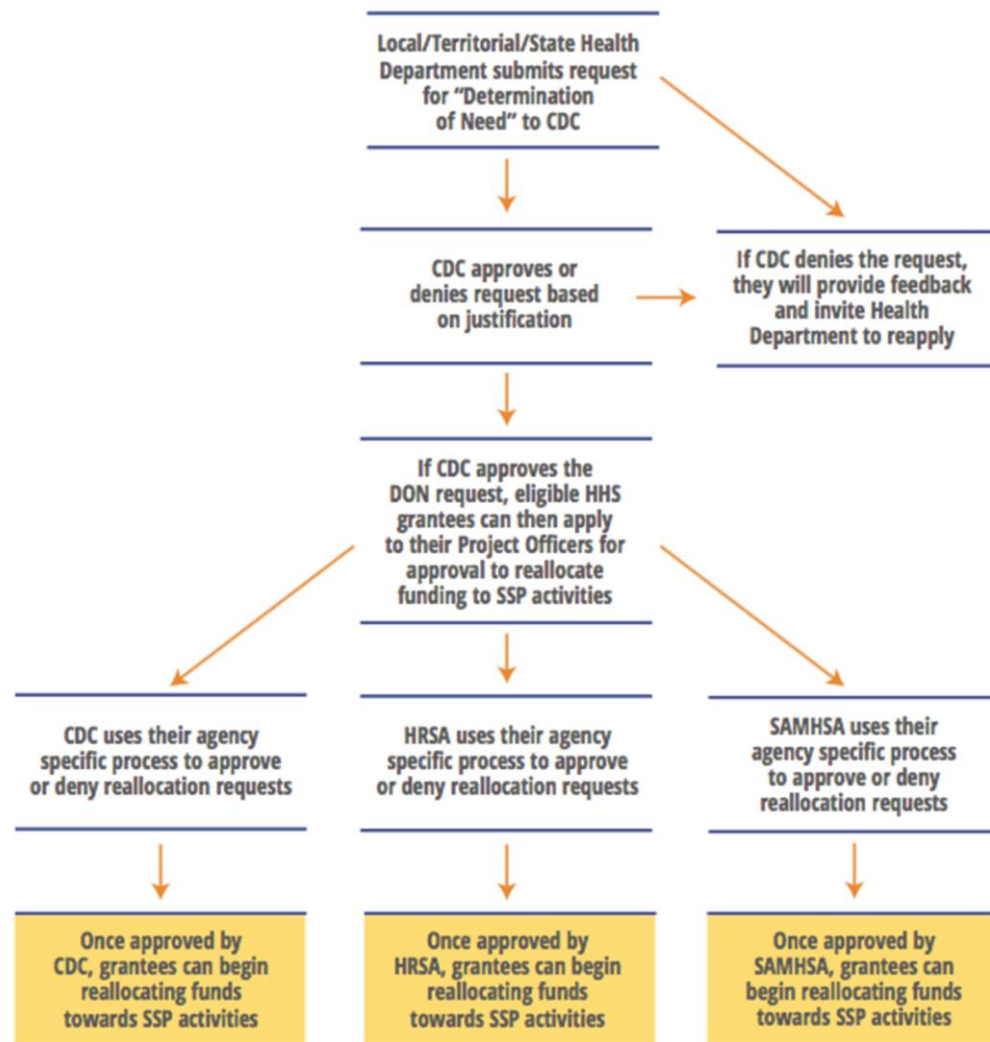 Local/Territorial/State Health
Department submits request
for “Determination
of Need” to CDC
CDC approves or
denies request based
on justification
If CDC denies the request,
they will provide feedback
and invite Health
Department to reapply
If CDC approves the
DON request, eligible HHS
grantees can then apply
to their Project Officers for
approval to reallocate
funding to SSP activities
CDC uses their agency
specific process to approve
or deny reallocation requests
HRSA uses their agency
specific process to approve
or deny reallocation requests
SAMHSA uses their
agency specific process
to approve or deny
reallocation requests
Once approved by
CDC, grantees can begin
reallocating funds
towards SSP activities
Once approved by
HRSA, grantees can begin
reallocating funds
towards SSP activities
Once approved by
SAMHSA, grantees can
begin reallocating funds
towards SSP activities